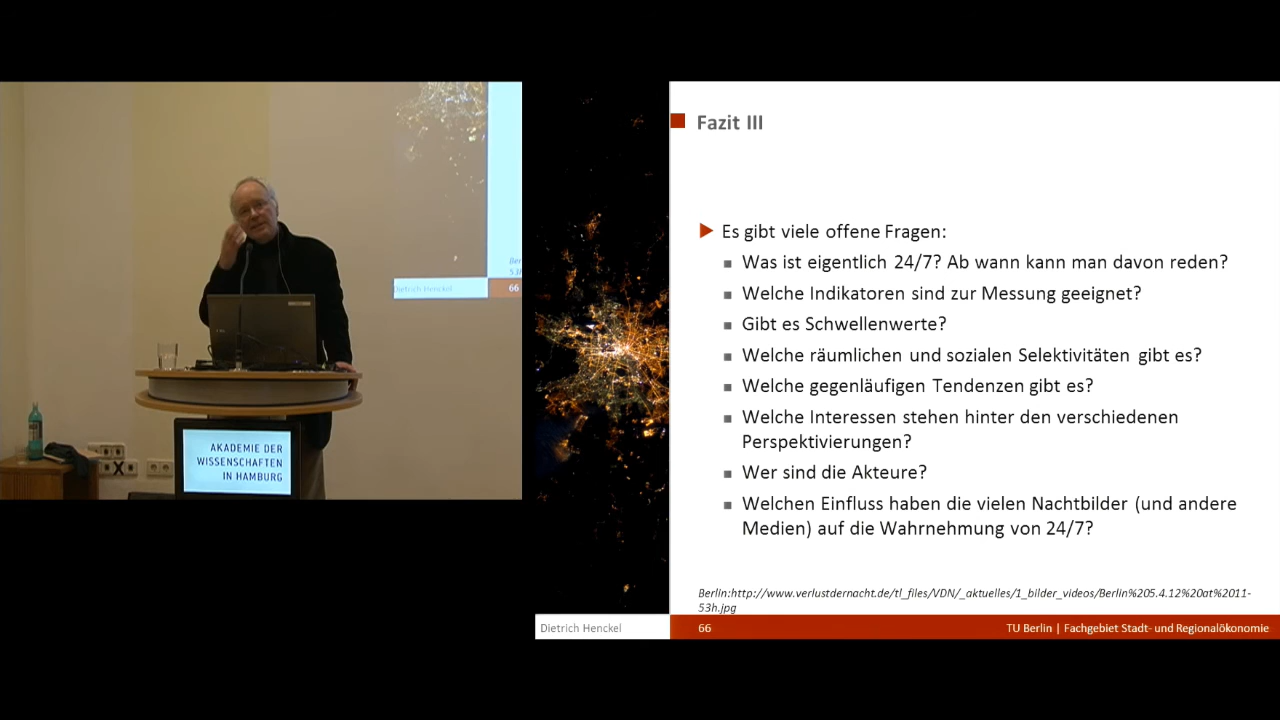 Fazit III
Es gibt viele offene Fragen:
Was ist eigentlich 24/7? Ab wann kann man davon reden?
Welche Indikatoren sind zur Messung geeignet?
Gibt es Schwellenwerte?
Welche räumlichen und sozialen Selektivitäten gibt es?
Welche gegenläufigen Tendenzen gibt es?
Welche Interessen stehen hinter den verschiedenen
Perspektivierungen?
Wer sind die Akteure?
Welchen Einfluss haben die vielen Nachtbilder (und andere
Medien) auf die Wahrnehmung von 24/7?
Berlin:http://www.verlustdernacht.de/tl_files/VDN/_aktuelles/1_bilder_videos/Berlin%205.4.12%20at%2011-
53h.jpg
Dietrich Henckel
66
TU Berlin | Fachgebiet Stadt- und Regionalökonomie
Ber
53
Dietrich Henckel
66
AKADEMIE DER
WISSENSCHAFTEN
IN HAMBURG
X